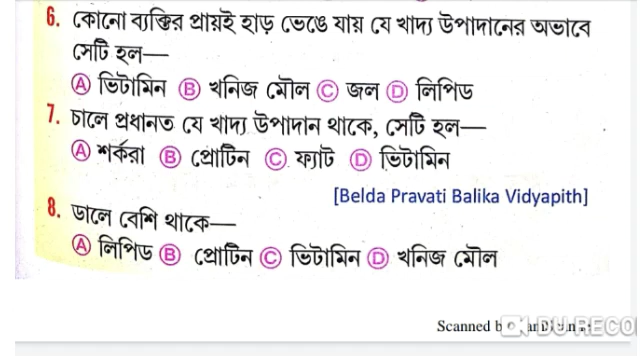 6. কোনো ব্যক্তির প্রায়ই হাড় ভেঙে যায় যে খাদ্য উপাদানের অভাবে
সেটি হল—
Ⓐ ভিটামিন Ⓑ খনিজ মৌল Ⓒ জল Ⓓ লিপিড
7. চালে প্রধানত যে খাদ্য উপাদান থাকে, সেটি হল—
Ⓐ শর্করা Ⓑ প্রোটিন Ⓒ ফ্যাট Ⓓ ভিটামিন
[Belda Pravati Balika Vidyapith]
8. ডালে বেশি থাকে—
Ⓐ লিপিড Ⓑ প্রোটিন Ⓒ ভিটামিন Ⓓ খনিজ মৌল
Scanned